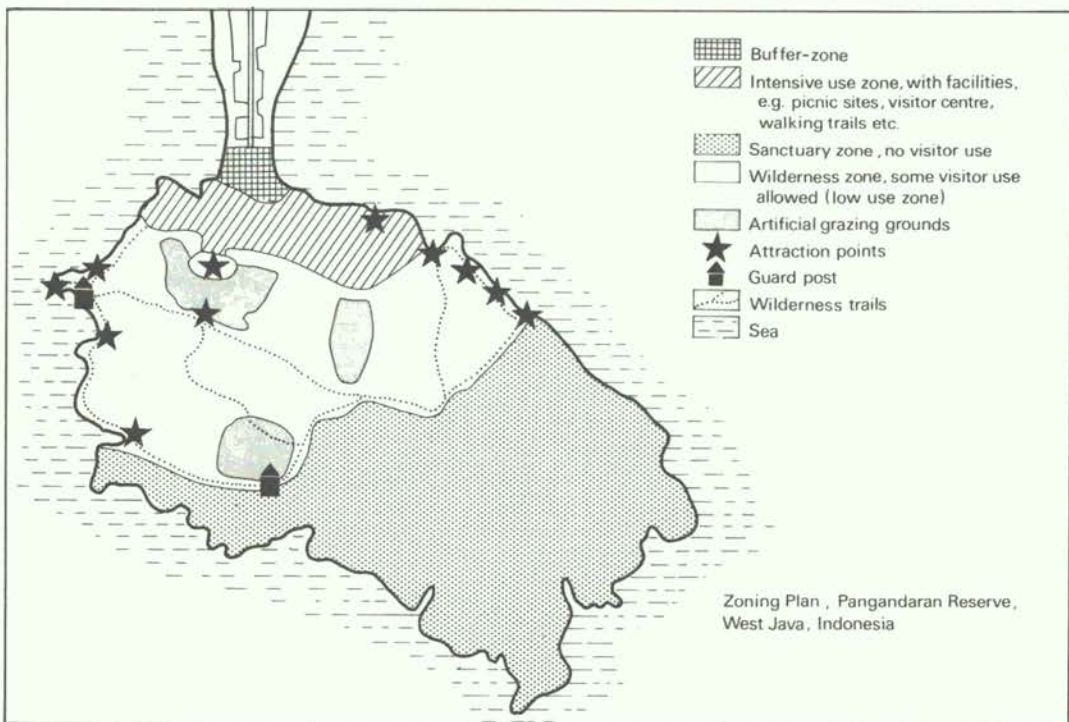 Buffer-zone
Intensive use zone, with facilities,
e.g. picnic sites, visitor centre,
walking trails etc.
Sanctuary zone, no visitor use
Wilderness zone, some visitor use
allowed (low use zone)
Artificial grazing grounds
Attraction points
Guard post
Wilderness trails
Sea
Zoning Plan, Pangandaran Reserve,
West Java, Indonesia